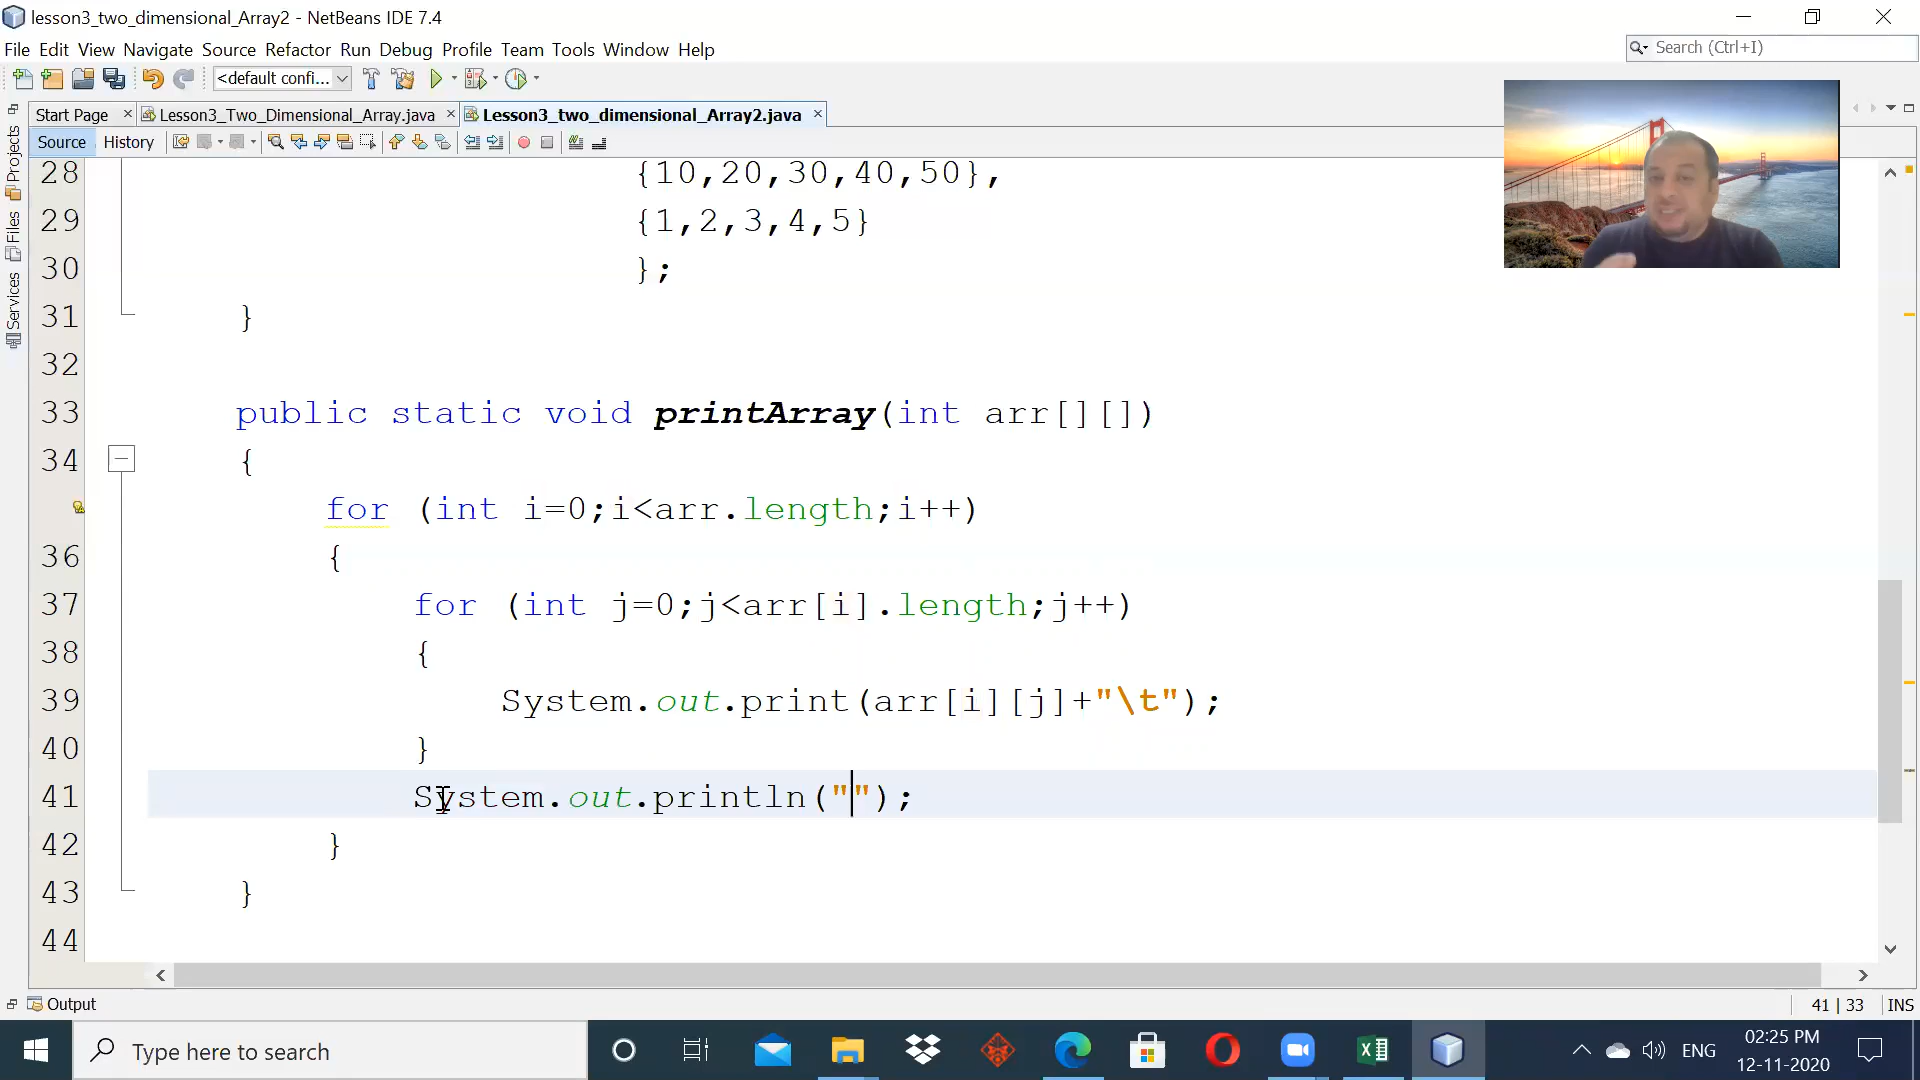 lesson3_two_dimensional_Array2 - NetBeans IDE 7.4
File Edit View Navigate Source Refactor Run Debug Profile Team Tools Window Help
Search (Ctrl+I)
<default confi...
Start Page
Lesson3_Two_Dimensional_Array.java
Lesson3_two_dimensional_Array2.java
Source History
Projects
Files
Services
28 {10,20,30,40,50},
29 {1,2,3,4,5}
30 };
31 }
32
33 public static void printArray(int arr[][])
34 {
for (int i=0;i<arr.length;i++)
36 {
37 for (int j=0;j<arr[i].length;j++)
38 {
39 System.out.print(arr[i][j]+"\t");
40 }
41 System.out.println("");
42 }
43 }
44
Output
41 | 33 INS
Type here to search
ENG
02:25 PM
12-11-2020